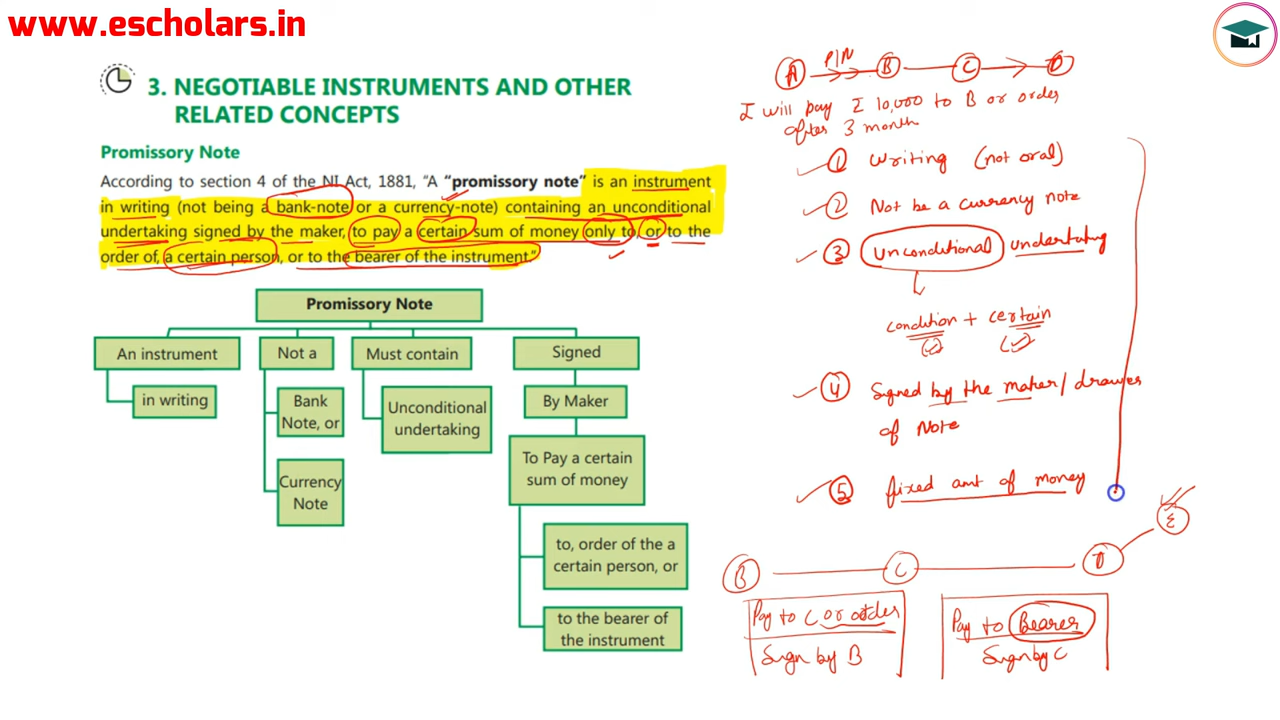 www.escholars.in
3. NEGOTIABLE INSTRUMENTS AND OTHER
RELATED CONCEPTS
Promissory Note
According to section 4 of the NI Act, 1881, “A “promissory note” is an instrument
in writing (not being a bank-note or a currency-note) containing an unconditional
undertaking signed by the maker, to pay a certain sum of money only to, or to the
order of, a certain person, or to the bearer of the instrument.”
Promissory Note
An instrument
in writing
Not a
Bank
Note, or
Currency
Note
Must contain
Unconditional
undertaking
Signed
By Maker
To Pay a certain
sum of money
to, order of the a
certain person, or
to the bearer of
the instrument
A P/N B C D
I will pay Σ 10,000 to B or order
after 3 month
1 Writing (not oral)
2 Not be a currency note
3 Unconditional undertaking
condition + certain
4 Signed by the maker/drawer
of Note
5 fixed amt of money
E
B C D
Pay to C or order
Sign by B
Pay to Bearer
Sign by C